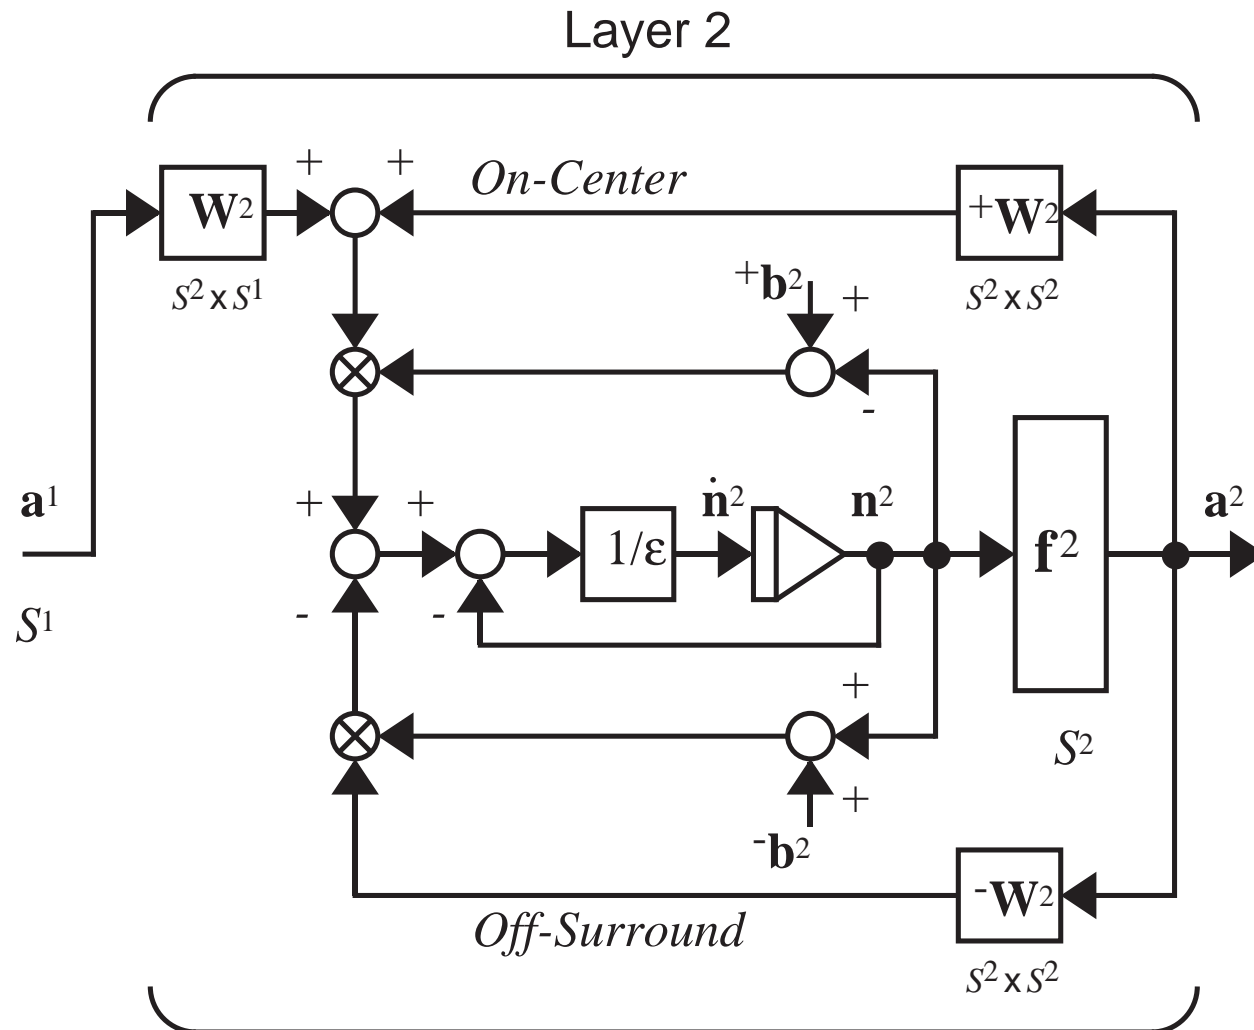 Layer 2
+ + On-Center
W2 +W2
S2 x S1 +b2 + S2 x S2
-
a1 + + ṅ2 n2 a2
1/ε f2
S1 - -
+
S2
+
-b2
-W2
Off-Surround
S2 x S2